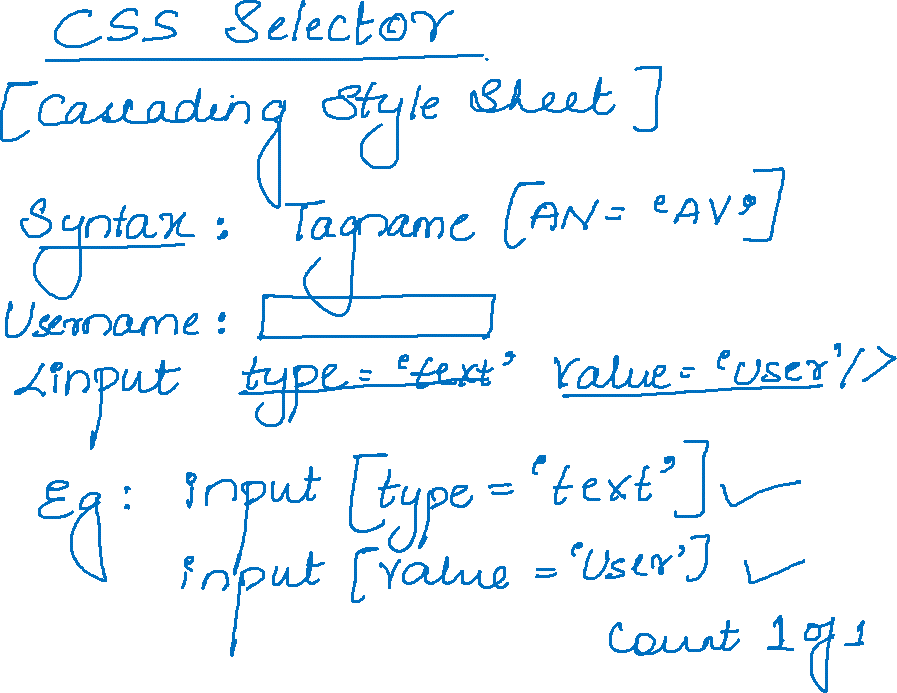 CSS Selector
[Cascading Style Sheet]
Syntax: Tagname [AN= 'AV']
Username:
<input type='text' value='user'/>
Eg: input [type='text'] ✓
input [value='User'] ✓
Count 1 of 1